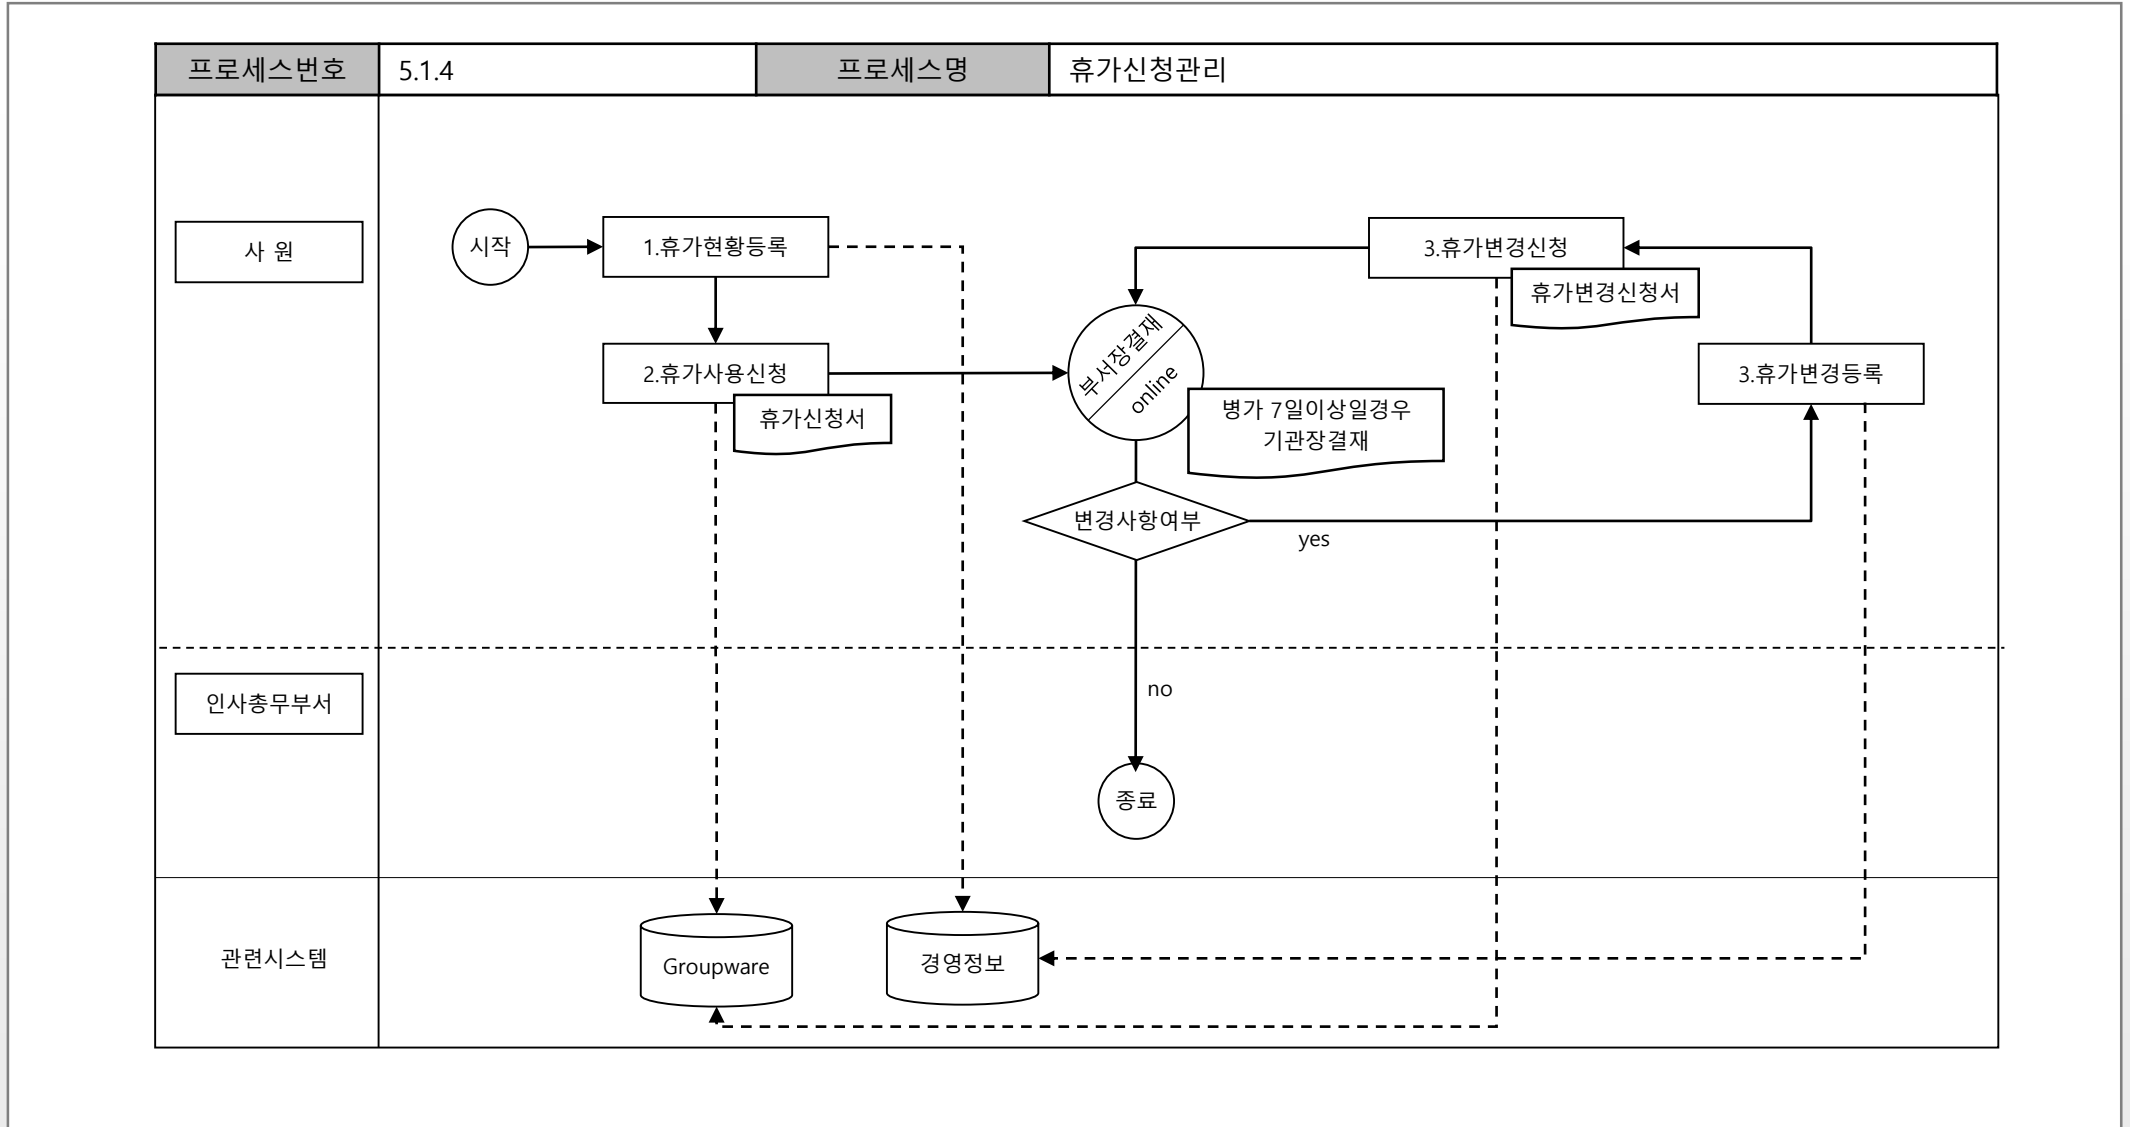 프로세스번호
5.1.4
프로세스명
휴가신청관리
사 원
시작
1.휴가현황등록
3.휴가변경신청
휴가변경신청서
2.휴가사용신청
휴가신청서
부서장결재
online
병가 7일이상일경우
기관장결재
3.휴가변경등록
변경사항여부
yes
인사총무부서
no
종료
관련시스템
Groupware
경영정보